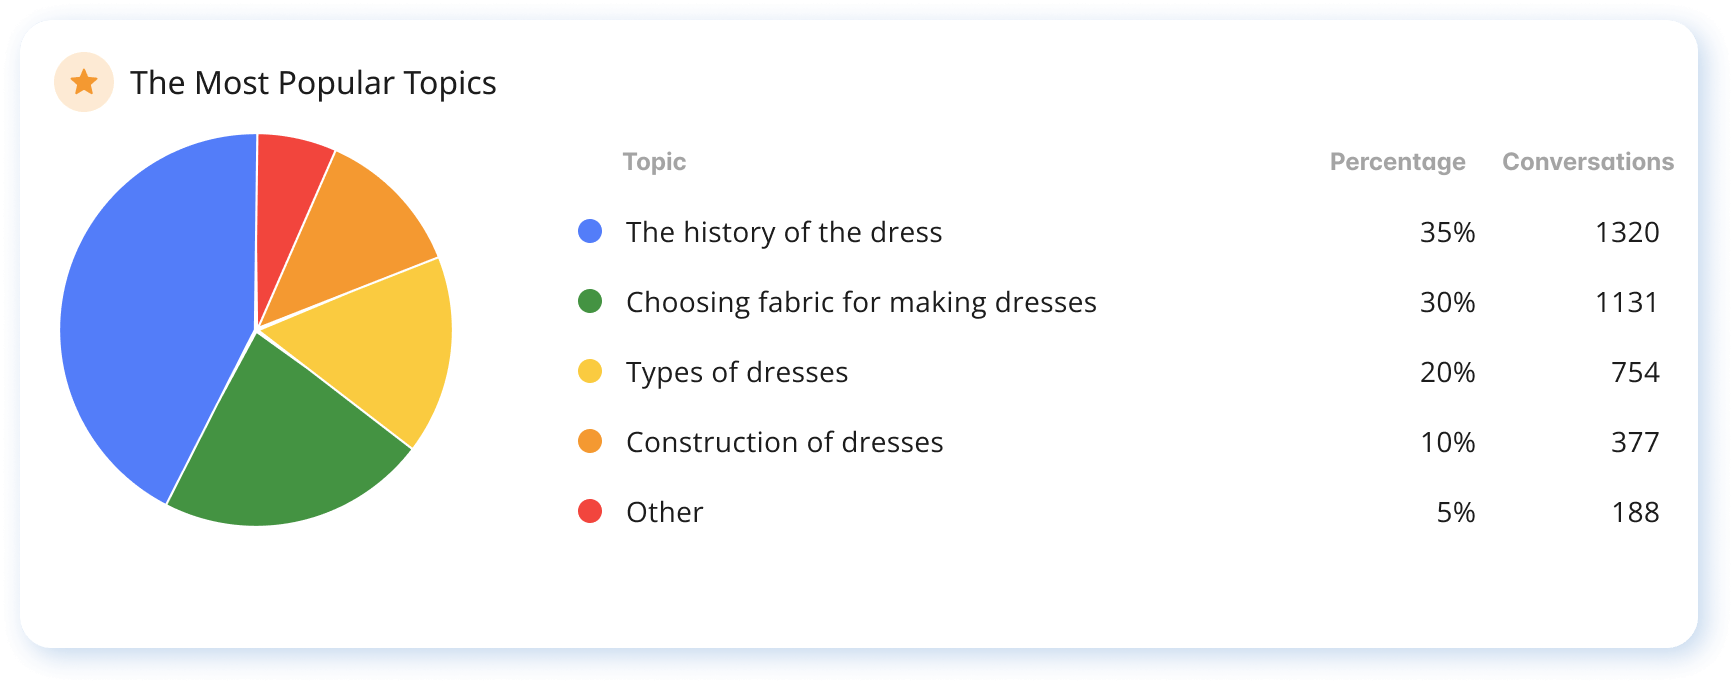 The Most Popular Topics
Topic Percentage Conversations
The history of the dress 35% 1320
Choosing fabric for making dresses 30% 1131
Types of dresses 20% 754
Construction of dresses 10% 377
Other 5% 188